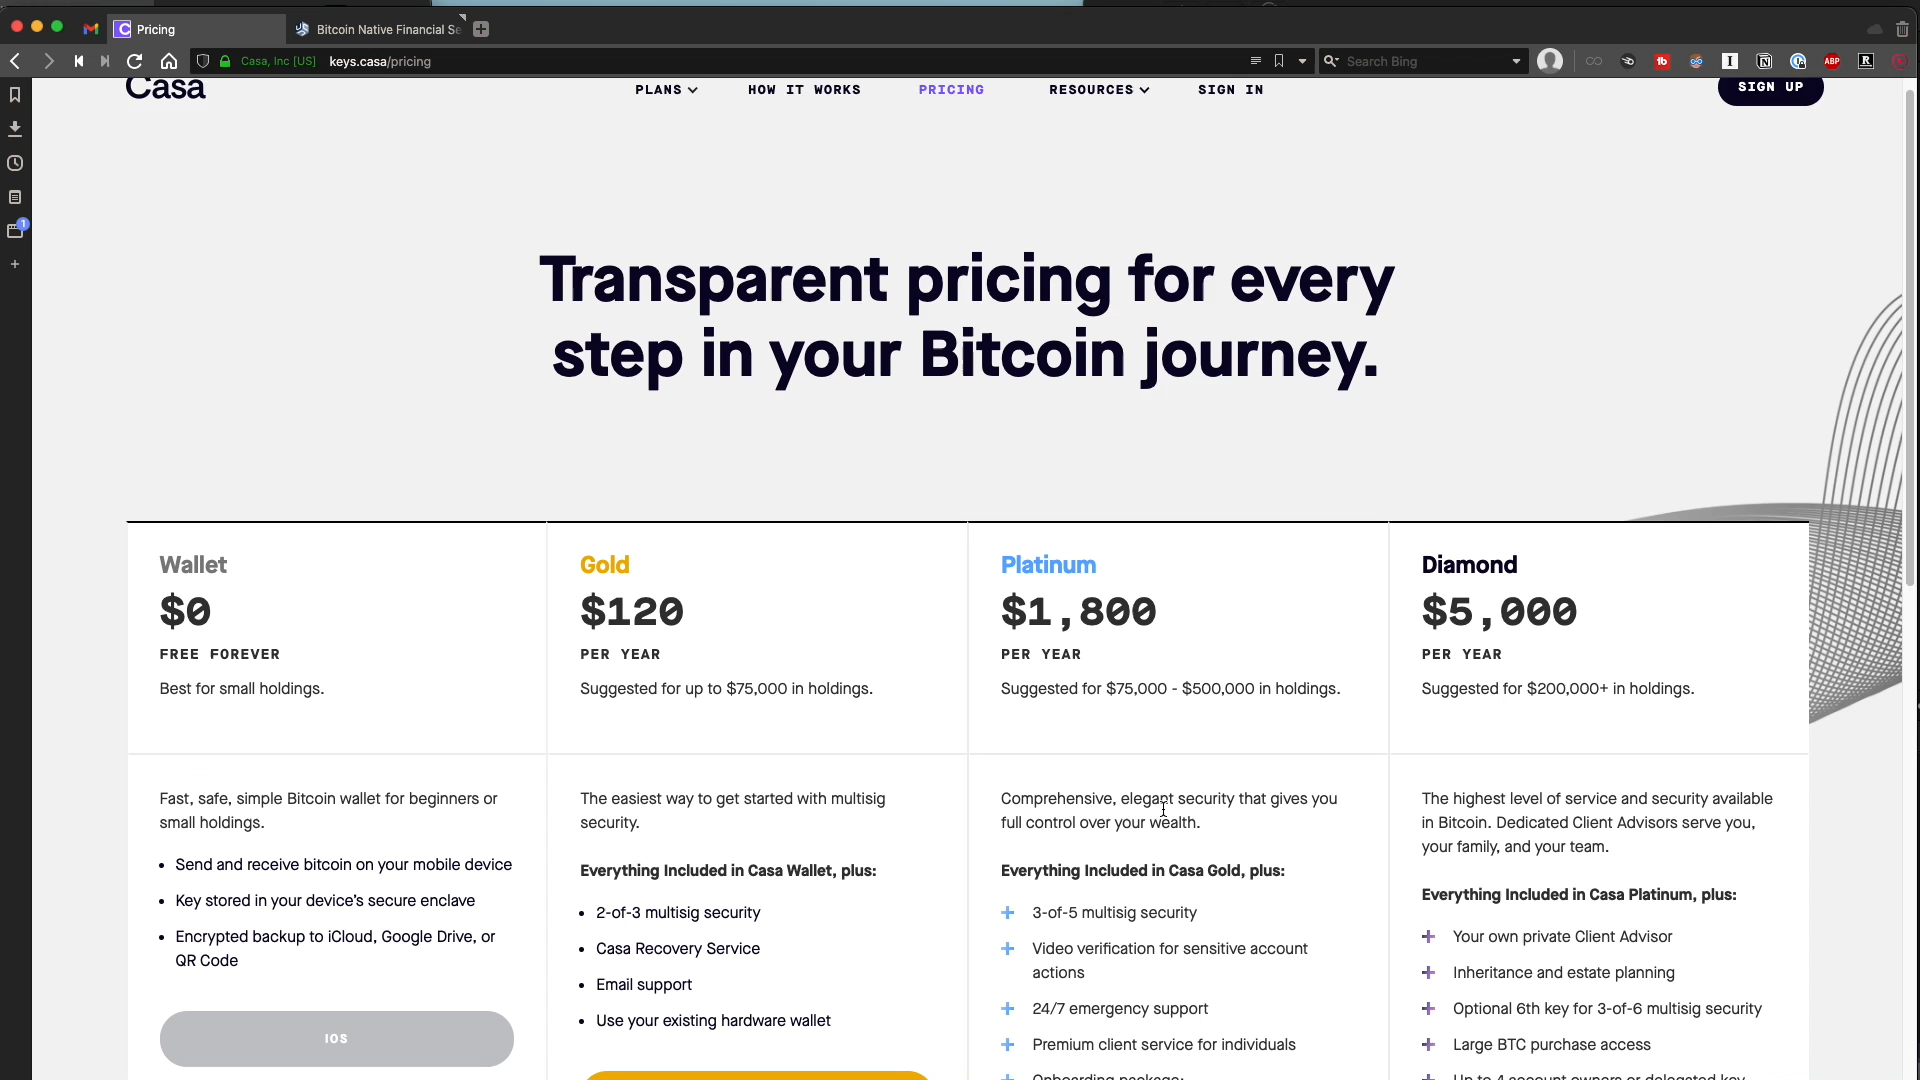 Pricing
Bitcoin Native Financial Se
Casa, Inc [US] keys.casa/pricing
Search Bing
Casa
PLANS
HOW IT WORKS
PRICING
RESOURCES
SIGN IN
SIGN UP
Transparent pricing for every
step in your Bitcoin journey.
Wallet
$0
FREE FOREVER
Best for small holdings.
Fast, safe, simple Bitcoin wallet for beginners or
small holdings.
Send and receive bitcoin on your mobile device
Key stored in your device's secure enclave
Encrypted backup to iCloud, Google Drive, or
QR Code
IOS
Gold
$120
PER YEAR
Suggested for up to $75,000 in holdings.
The easiest way to get started with multisig
security.
Everything Included in Casa Wallet, plus:
2-of-3 multisig security
Casa Recovery Service
Email support
Use your existing hardware wallet
Platinum
$1,800
PER YEAR
Suggested for $75,000 - $500,000 in holdings.
Comprehensive, elegant security that gives you
full control over your wealth.
Everything Included in Casa Gold, plus:
3-of-5 multisig security
Video verification for sensitive account
actions
24/7 emergency support
Premium client service for individuals
Onboarding package:
Diamond
$5,000
PER YEAR
Suggested for $200,000+ in holdings.
The highest level of service and security available
in Bitcoin. Dedicated Client Advisors serve you,
your family, and your team.
Everything Included in Casa Platinum, plus:
Your own private Client Advisor
Inheritance and estate planning
Optional 6th key for 3-of-6 multisig security
Large BTC purchase access
Up to 4 account owners or delegated key